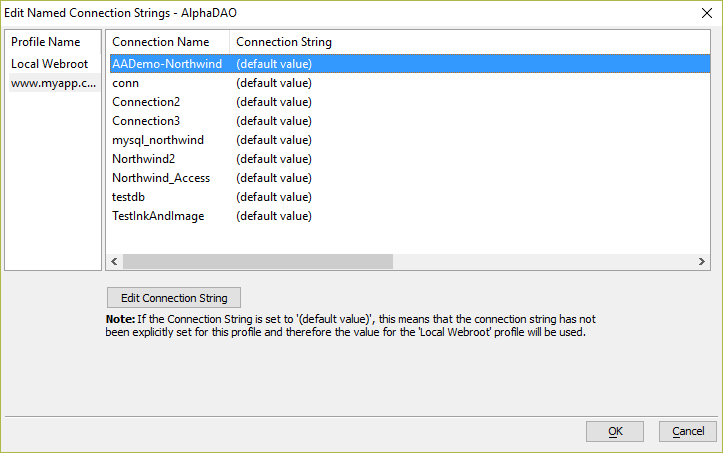 Edit Named Connection Strings - AlphaDAO
Profile Name
Local Webroot
www.myapp.c...
Connection Name Connection String
AADemo-Northwind (default value)
conn (default value)
Connection2 (default value)
Connection3 (default value)
mysql_northwind (default value)
Northwind2 (default value)
Northwind_Access (default value)
testdb (default value)
TestInkAndImage (default value)
Edit Connection String
Note: If the Connection String is set to '(default value)', this means that the connection string has not
been explicitly set for this profile and therefore the value for the 'Local Webroot' profile will be used.
OK
Cancel